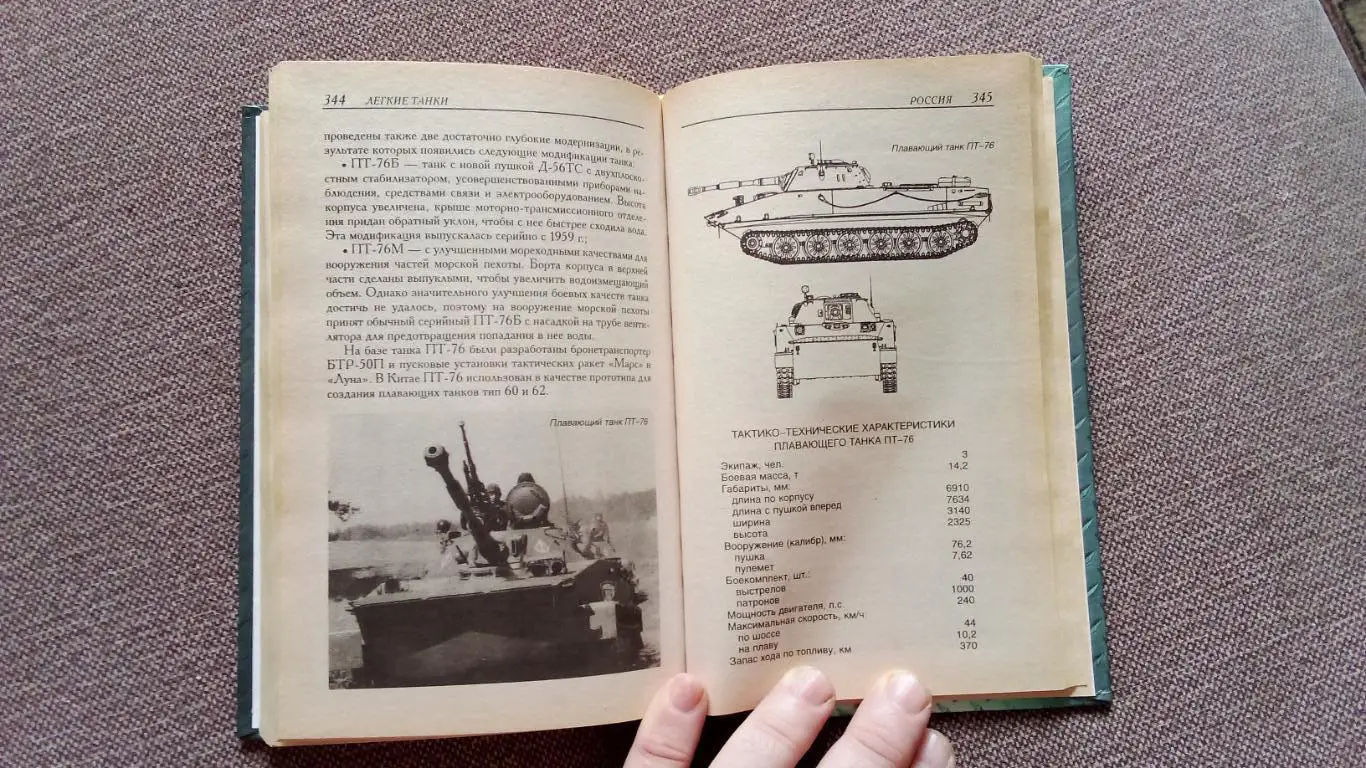 344 ЛЕГКИЕ ТАНКИ
проведены также две достаточно глубокие модернизации, в ре-
зультате которых появились следующие модификации танка:
• ПТ-76Б — танк с новой пушкой Д-56ТС с двухплоско-
стным стабилизатором, усовершенствованными приборами на-
блюдения, средствами связи и электрооборудованием. Высота
корпуса увеличена, крыше моторно-трансмиссионного отделе-
ния придан обратный уклон, чтобы с нее быстрее сходила вода.
Эта модификация выпускалась серийно с 1959 г.;
• ПТ-76М — с улучшенными мореходными качествами для
вооружения частей морской пехоты. Борта корпуса в верхней
части сделаны выпуклыми, чтобы увеличить водоизмещающий
объем. Однако значительного улучшения боевых качеств танка
достичь не удалось, поэтому на вооружение морской пехоты
принят обычный серийный ПТ-76Б с насадкой на трубе венти-
лятора для предотвращения попадания в нее воды.
На базе танка ПТ-76 были разработаны бронетранспортер
БТР-50П и пусковые установки тактических ракет «Марс» и
«Луна». В Китае ПТ-76 использован в качестве прототипа для
создания плавающих танков тип 60 и 62.
Плавающий танк ПТ-76
РОССИЯ 345
Плавающий танк ПТ-76
ТАКТИКО-ТЕХНИЧЕСКИЕ ХАРАКТЕРИСТИКИ
ПЛАВАЮЩЕГО ТАНКА ПТ-76
Экипаж, чел. 3
Боевая масса, т 14,2
Габариты, мм:
длина по корпусу 6910
длина с пушкой вперед 7634
ширина 3140
высота 2325
Вооружение (калибр), мм:
пушка 76,2
пулемет 7,62
Боекомплект, шт.:
выстрелов 40
патронов 1000
Мощность двигателя, л.с. 240
Максимальная скорость, км/ч:
по шоссе 44
на плаву 10,2
Запас хода по топливу, км 370